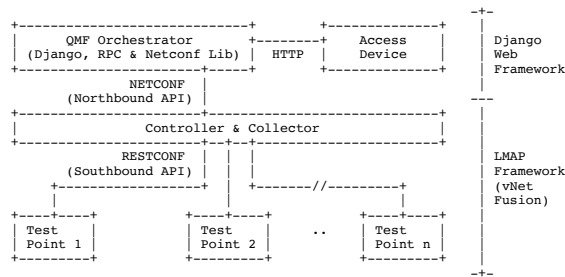 QMF Orchestrator
(Django, RPC & Netconf Lib)
HTTP
Access
Device
Django
Web
Framework
NETCONF
(Northbound API)
Controller & Collector
RESTCONF
(Southbound API)
LMAP
Framework
(vNet
Fusion)
Test
Point 1
Test
Point 2
..
Test
Point n